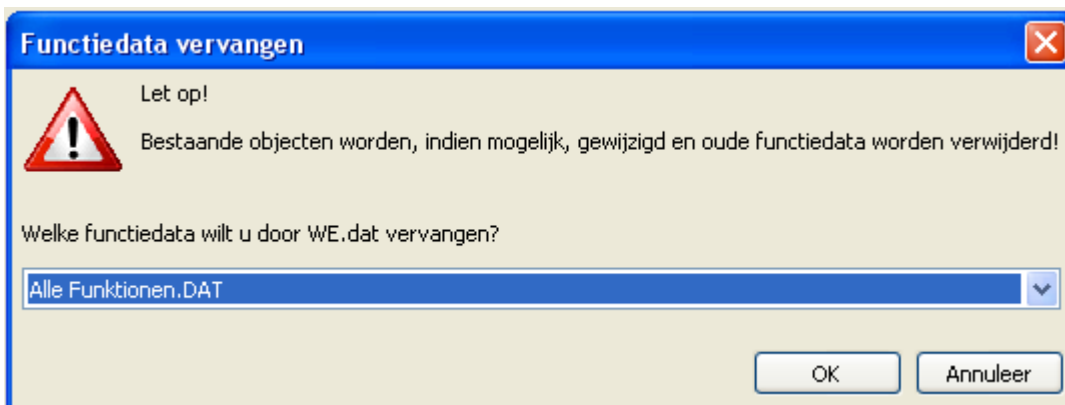 Functiedata vervangen
Let op!
Bestaande objecten worden, indien mogelijk, gewijzigd en oude functiedata worden verwijderd!
Welke functiedata wilt u door WE.dat vervangen?
Alle Funktionen.DAT
OK
Annuleer